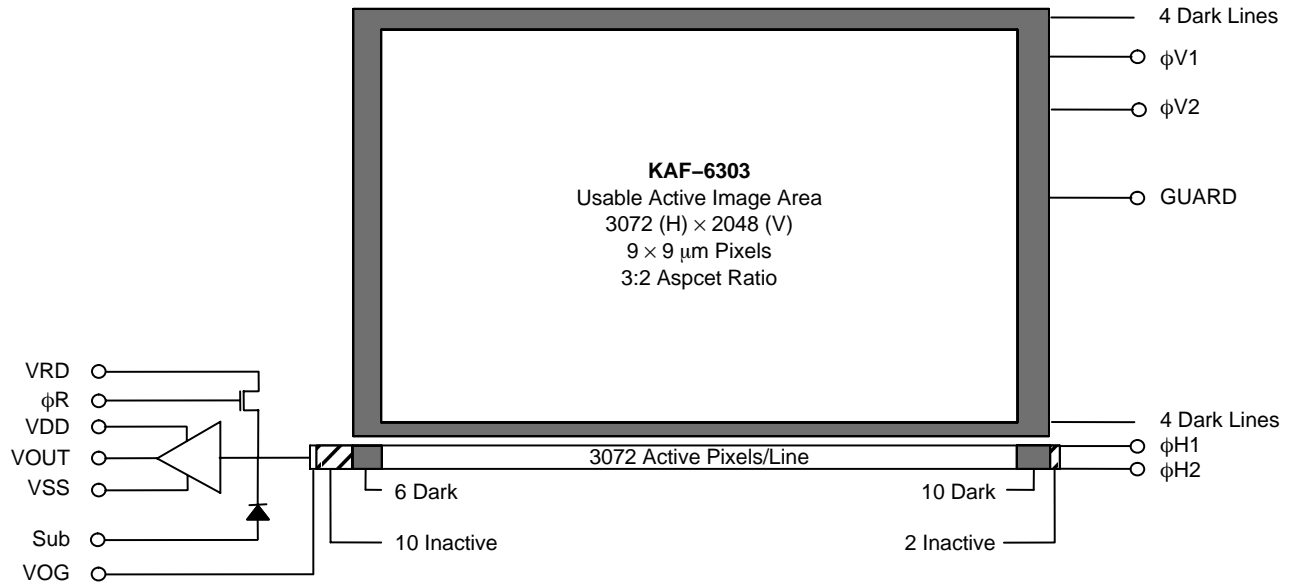 4 Dark Lines
ϕV1
ϕV2
KAF−6303
Usable Active Image Area
3072 (H) × 2048 (V)
9 × 9 μm Pixels
3:2 Aspcet Ratio
GUARD
VRD
ϕR
VDD
VOUT
VSS
Sub
VOG
4 Dark Lines
ϕH1
ϕH2
3072 Active Pixels/Line
6 Dark
10 Dark
10 Inactive
2 Inactive